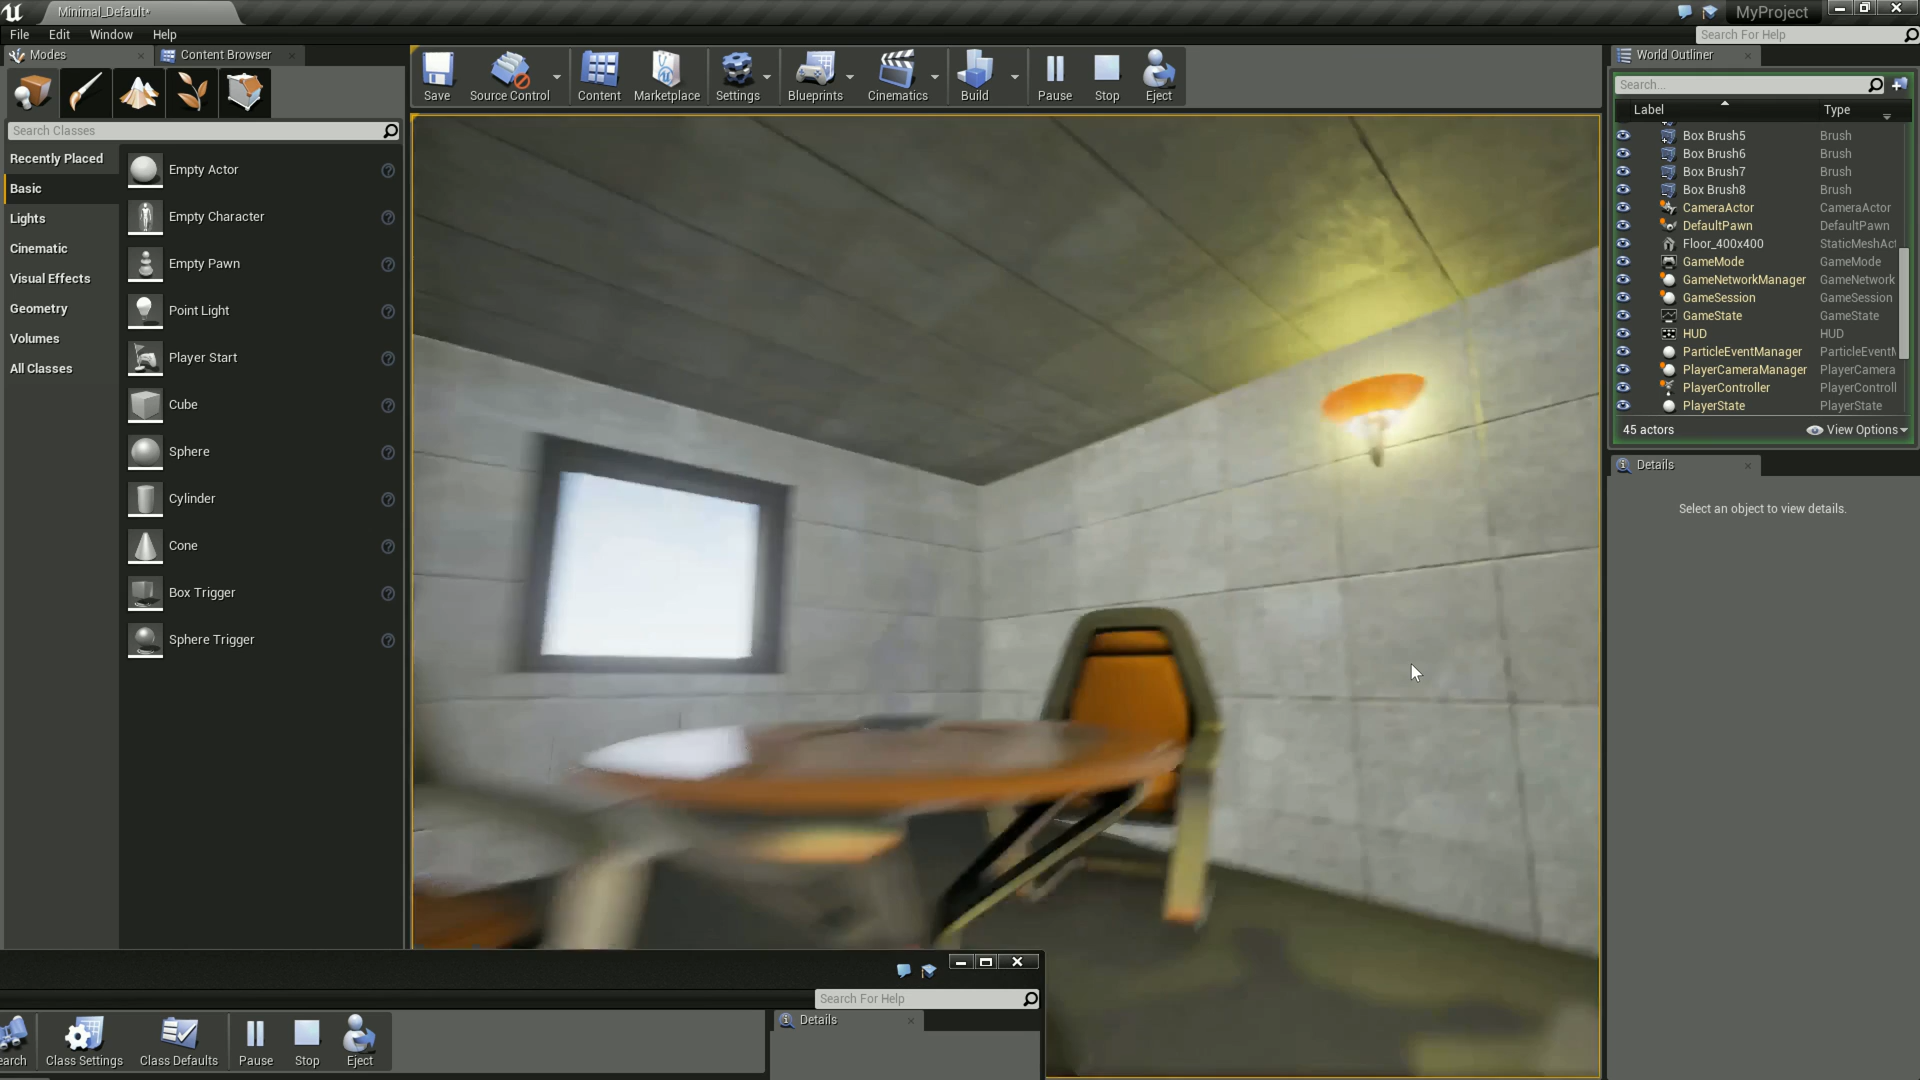 Minimal_Default*
MyProject
File Edit Window Help
Search For Help
Modes
Content Browser
Save
Source Control
Content
Marketplace
Settings
Blueprints
Cinematics
Build
Pause
Stop
Eject
World Outliner
Search...
Label Type
Search Classes
Recently Placed
Basic
Lights
Cinematic
Visual Effects
Geometry
Volumes
All Classes
Empty Actor
Empty Character
Empty Pawn
Point Light
Player Start
Cube
Sphere
Cylinder
Cone
Box Trigger
Sphere Trigger
Box Brush5 Brush
Box Brush6 Brush
Box Brush7 Brush
Box Brush8 Brush
CameraActor CameraActor
DefaultPawn DefaultPawn
Floor_400x400 StaticMeshAct
GameMode GameMode
GameNetworkManager GameNetwork
GameSession GameSession
GameState GameState
HUD HUD
ParticleEventManager ParticleEventM
PlayerCameraManager PlayerCamera
PlayerController PlayerControll
PlayerState PlayerState
45 actors
View Options
Details
Select an object to view details.
Search For Help
Details
earch
Class Settings
Class Defaults
Pause
Stop
Eject